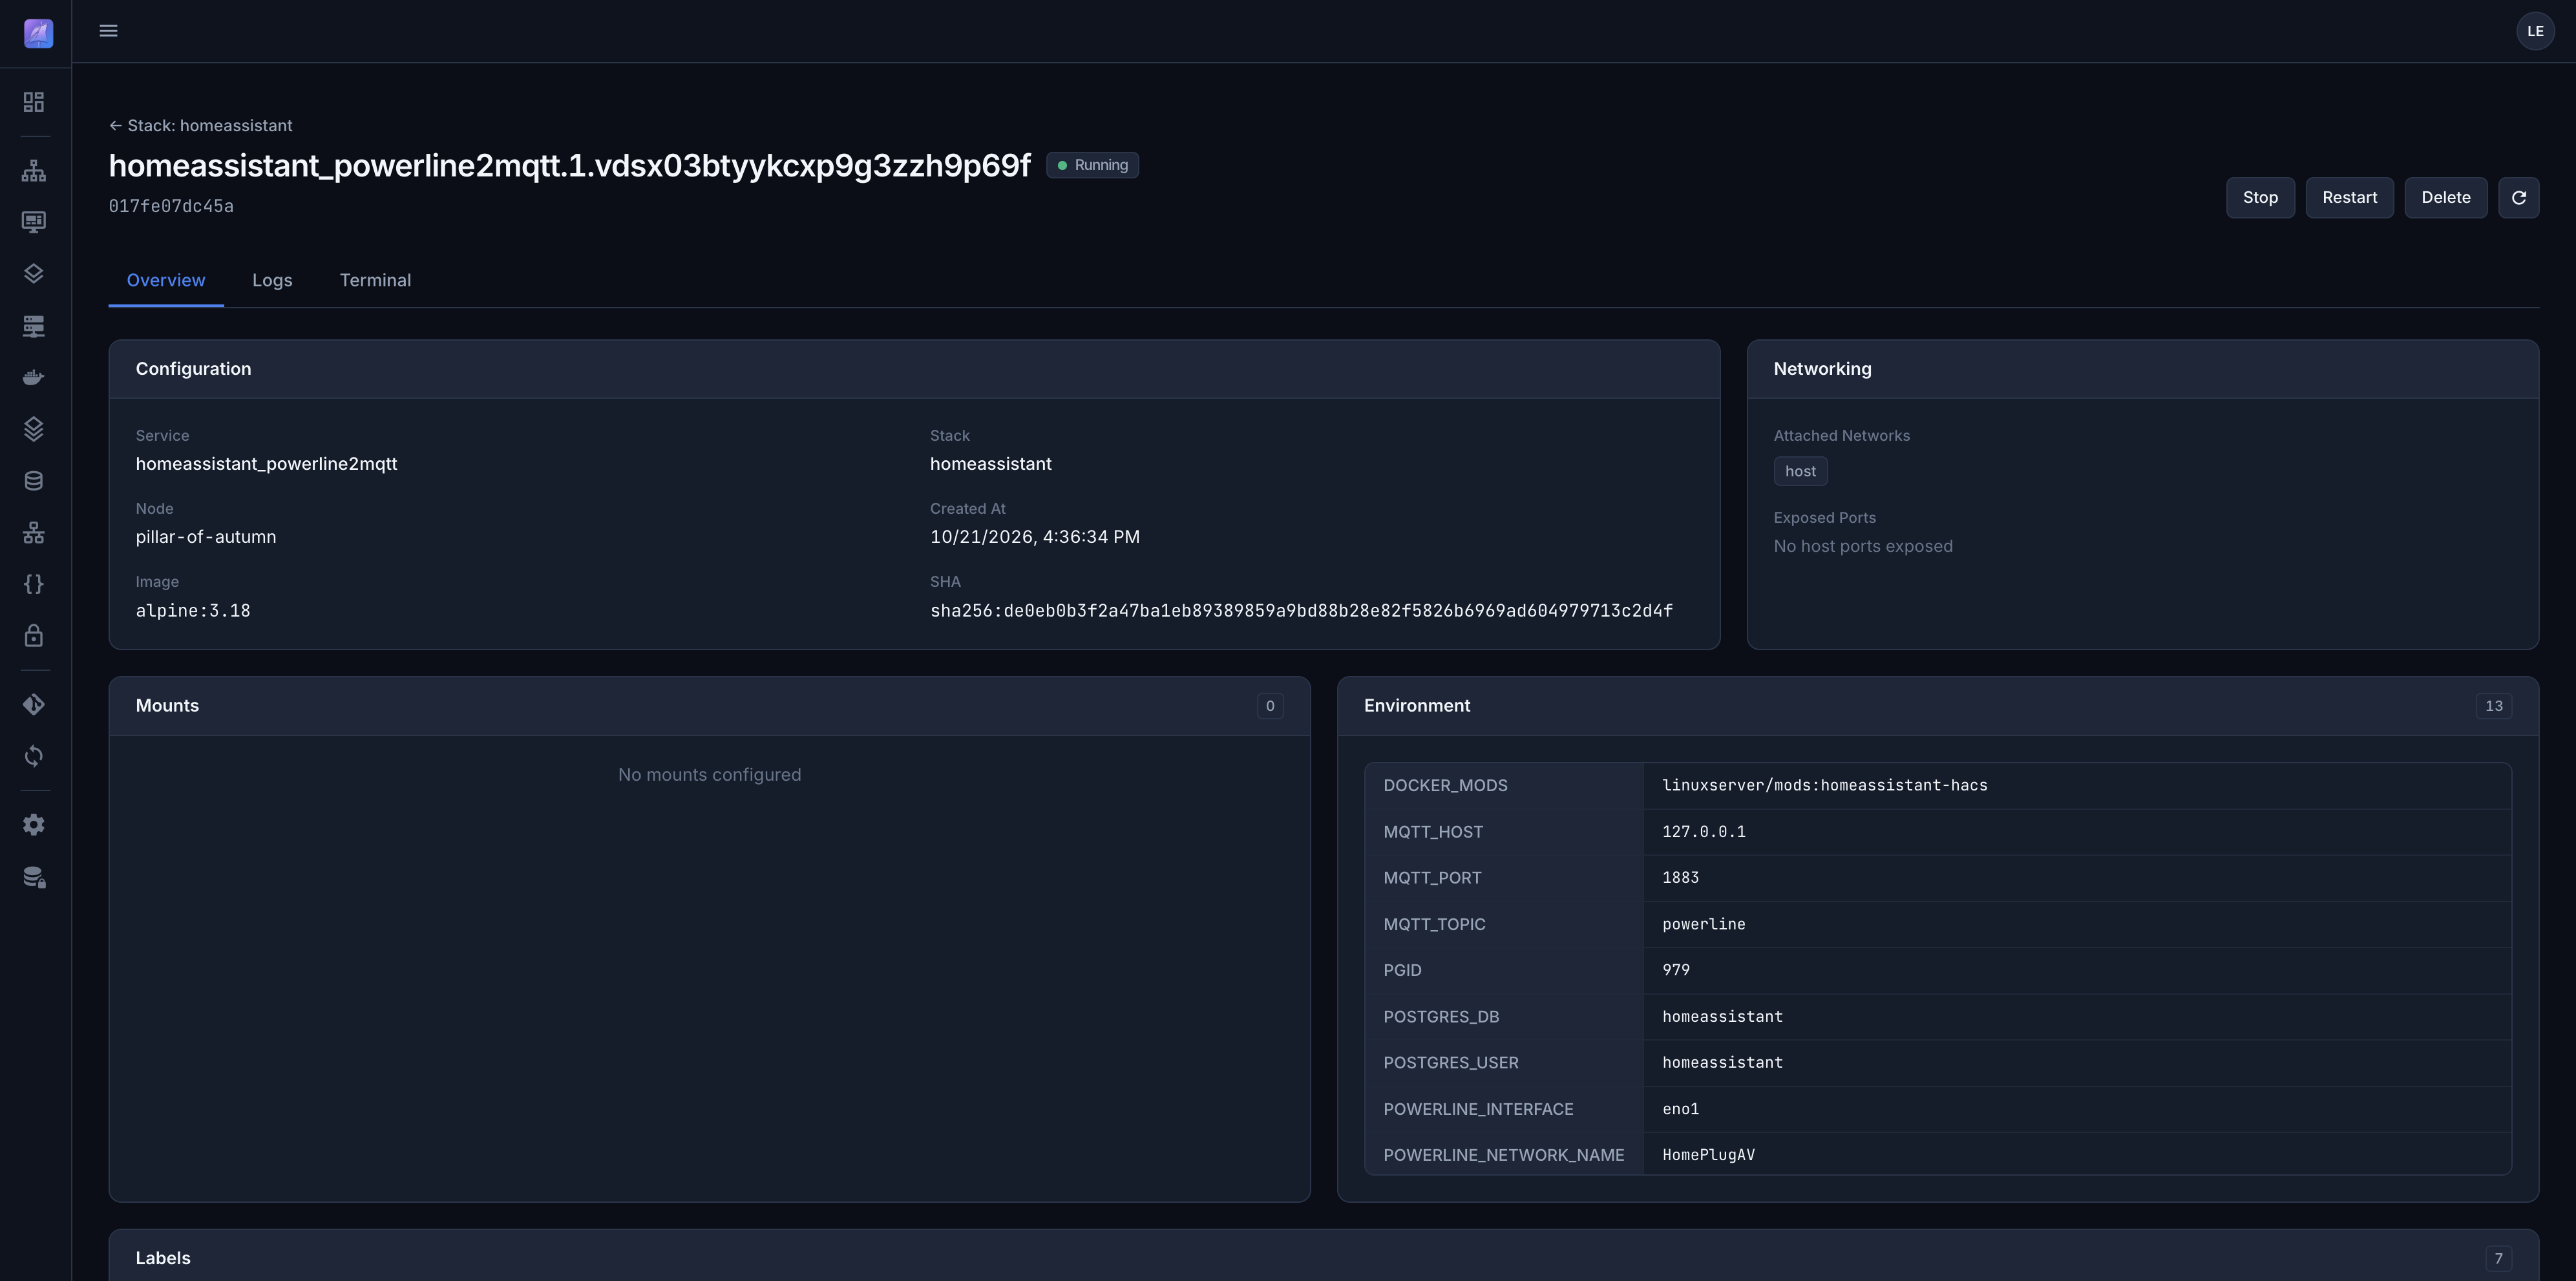 LE
← Stack: homeassistant
homeassistant_powerline2mqtt.1.vdsx03btyykcxp9g3zzh9p69f
Running
017fe07dc45a
Stop
Restart
Delete
Overview
Logs
Terminal
Configuration
Service
homeassistant_powerline2mqtt
Stack
homeassistant
Node
pillar-of-autumn
Created At
10/21/2026, 4:36:34 PM
Image
alpine:3.18
SHA
sha256:de0eb0b3f2a47ba1eb89389859a9bd88b28e82f5826b6969ad604979713c2d4f
Networking
Attached Networks
host
Exposed Ports
No host ports exposed
Mounts
0
No mounts configured
Environment
13
DOCKER_MODS linuxserver/mods:homeassistant-hacs
MQTT_HOST 127.0.0.1
MQTT_PORT 1883
MQTT_TOPIC powerline
PGID 979
POSTGRES_DB homeassistant
POSTGRES_USER homeassistant
POWERLINE_INTERFACE eno1
POWERLINE_NETWORK_NAME HomePlugAV
Labels
7